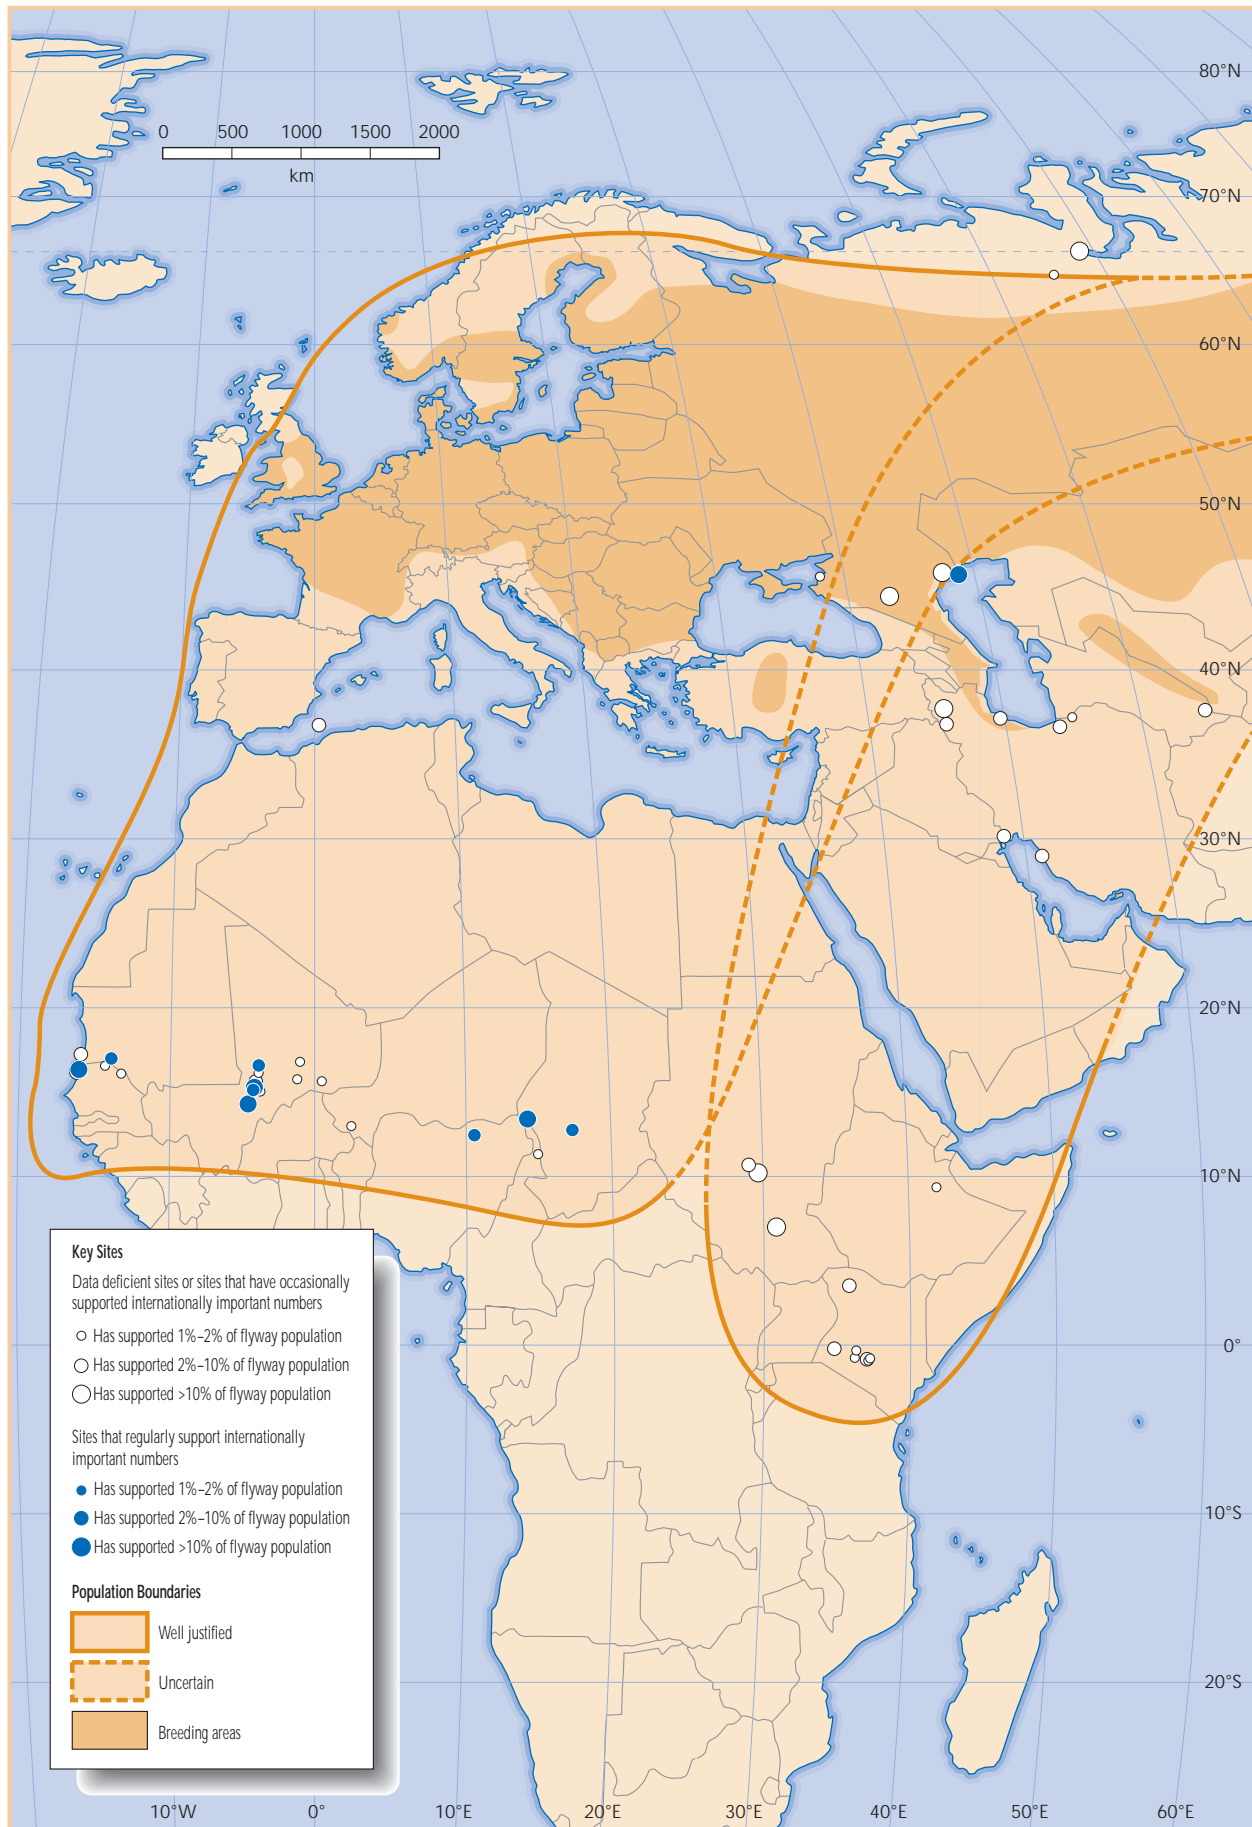 80°N
0 500 1000 1500 2000
km
70°N
60°N
50°N
40°N
30°N
20°N
10°N
Key Sites
Data deficient sites or sites that have occasionally
supported internationally important numbers
Has supported 1%–2% of flyway population
Has supported 2%–10% of flyway population
Has supported >10% of flyway population
0°
Sites that regularly support internationally
important numbers
Has supported 1%–2% of flyway population
Has supported 2%–10% of flyway population
Has supported >10% of flyway population
10°S
Population Boundaries
Well justified
Uncertain
20°S
Breeding areas
10°W 0° 10°E 20°E 30°E 40°E 50°E 60°E